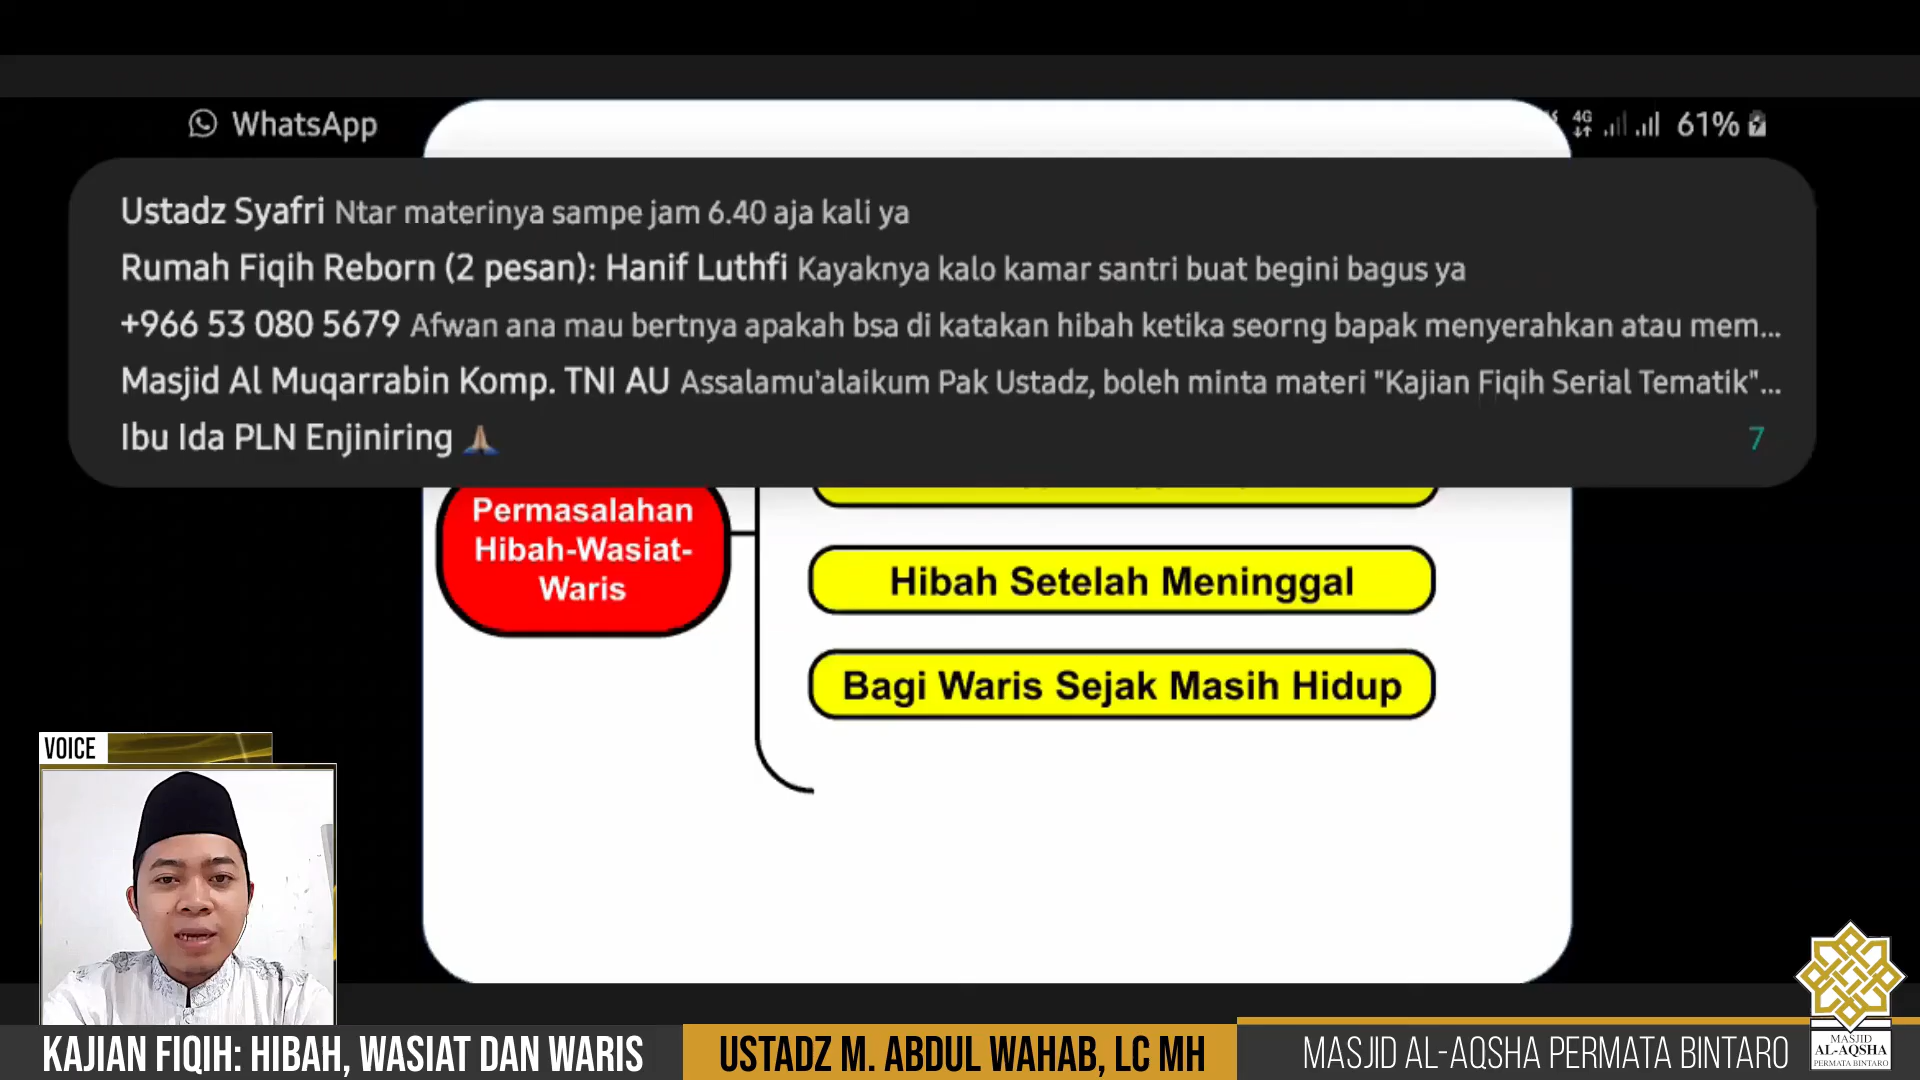 WhatsApp
4G
61%
Ustadz Syafri Ntar materinya sampe jam 6.40 aja kali ya
Rumah Fiqih Reborn (2 pesan): Hanif Luthfi Kayaknya kalo kamar santri buat begini bagus ya
+966 53 080 5679 Afwan ana mau bertnya apakah bsa di katakan hibah ketika seorng bapak menyerahkan atau mem...
Masjid Al Muqarrabin Komp. TNI AU Assalamu'alaikum Pak Ustadz, boleh minta materi "Kajian Fiqih Serial Tematik"...
Ibu Ida PLN Enjiniring 🙏🏽
7
Permasalahan
Hibah-Wasiat-
Waris
Hibah Setelah Meninggal
Bagi Waris Sejak Masih Hidup
VOICE
KAJIAN FIQIH: HIBAH, WASIAT DAN WARIS
USTADZ M. ABDUL WAHAB, LC MH
MASJID AL-AQSHA PERMATA BINTARO
MASJID
AL-AQSHA
PERMATA BINTARO